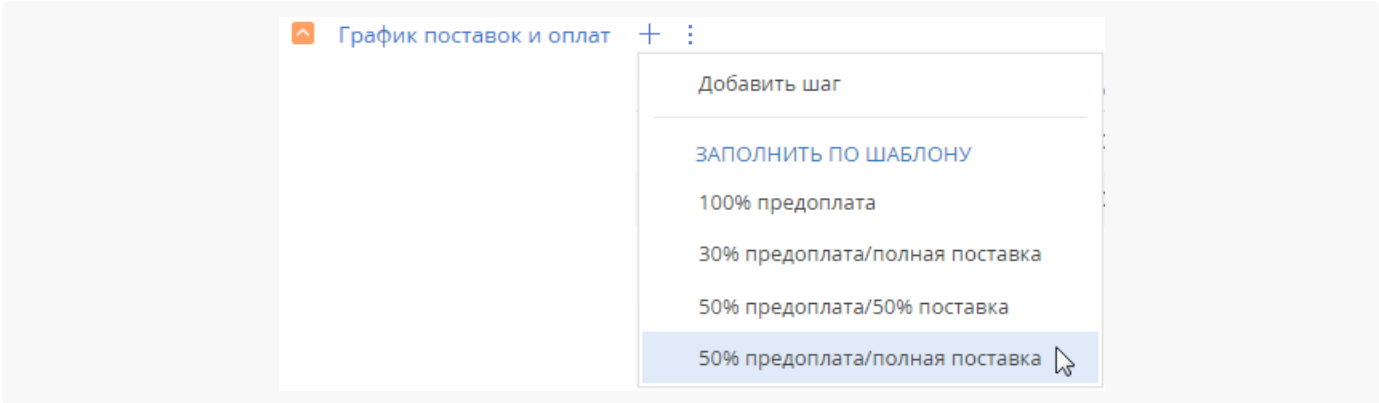 График поставок и оплат
Добавить шаг
ЗАПОЛНИТЬ ПО ШАБЛОНУ
100% предоплата
30% предоплата/полная поставка
50% предоплата/50% поставка
50% предоплата/полная поставка